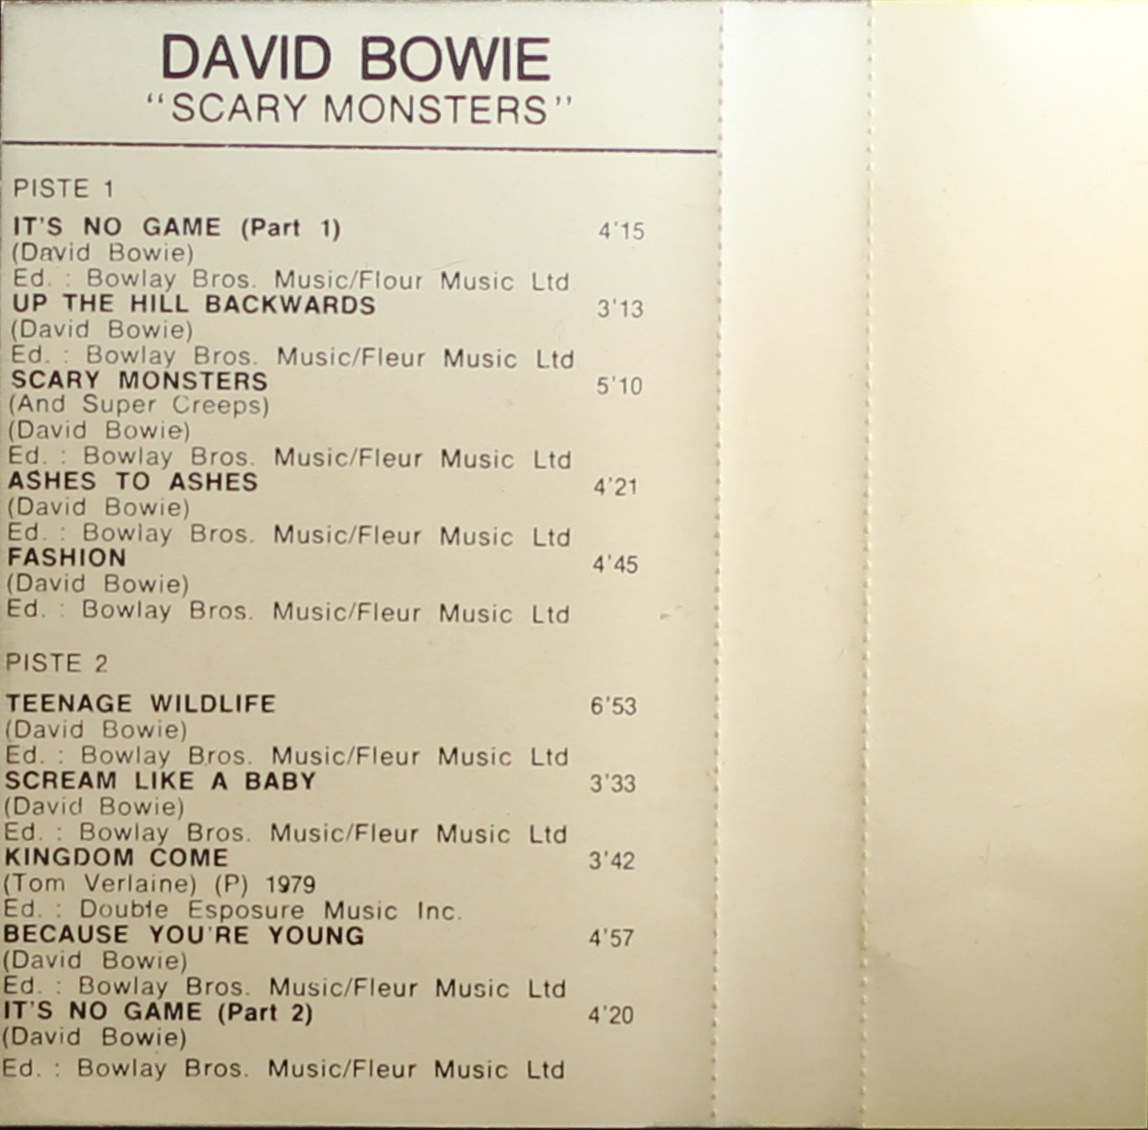 DAVID BOWIE
“SCARY MONSTERS”
PISTE 1
IT'S NO GAME (Part 1) 4'15
(David Bowie)
Ed. : Bowlay Bros. Music/Flour Music Ltd
UP THE HILL BACKWARDS 3'13
(David Bowie)
Ed. : Bowlay Bros. Music/Fleur Music Ltd
SCARY MONSTERS 5'10
(And Super Creeps)
(David Bowie)
Ed. : Bowlay Bros. Music/Fleur Music Ltd
ASHES TO ASHES 4'21
(David Bowie)
Ed. : Bowlay Bros. Music/Fleur Music Ltd
FASHION 4'45
(David Bowie)
Ed. : Bowlay Bros. Music/Fleur Music Ltd
PISTE 2
TEENAGE WILDLIFE 6'53
(David Bowie)
Ed. : Bowlay Bros. Music/Fleur Music Ltd
SCREAM LIKE A BABY 3'33
(David Bowie)
Ed. : Bowlay Bros. Music/Fleur Music Ltd
KINGDOM COME 3'42
(Tom Verlaine) (P) 1979
Ed. : Double Esposure Music Inc.
BECAUSE YOU'RE YOUNG 4'57
(David Bowie)
Ed. : Bowlay Bros. Music/Fleur Music Ltd
IT'S NO GAME (Part 2) 4'20
(David Bowie)
Ed. : Bowlay Bros. Music/Fleur Music Ltd